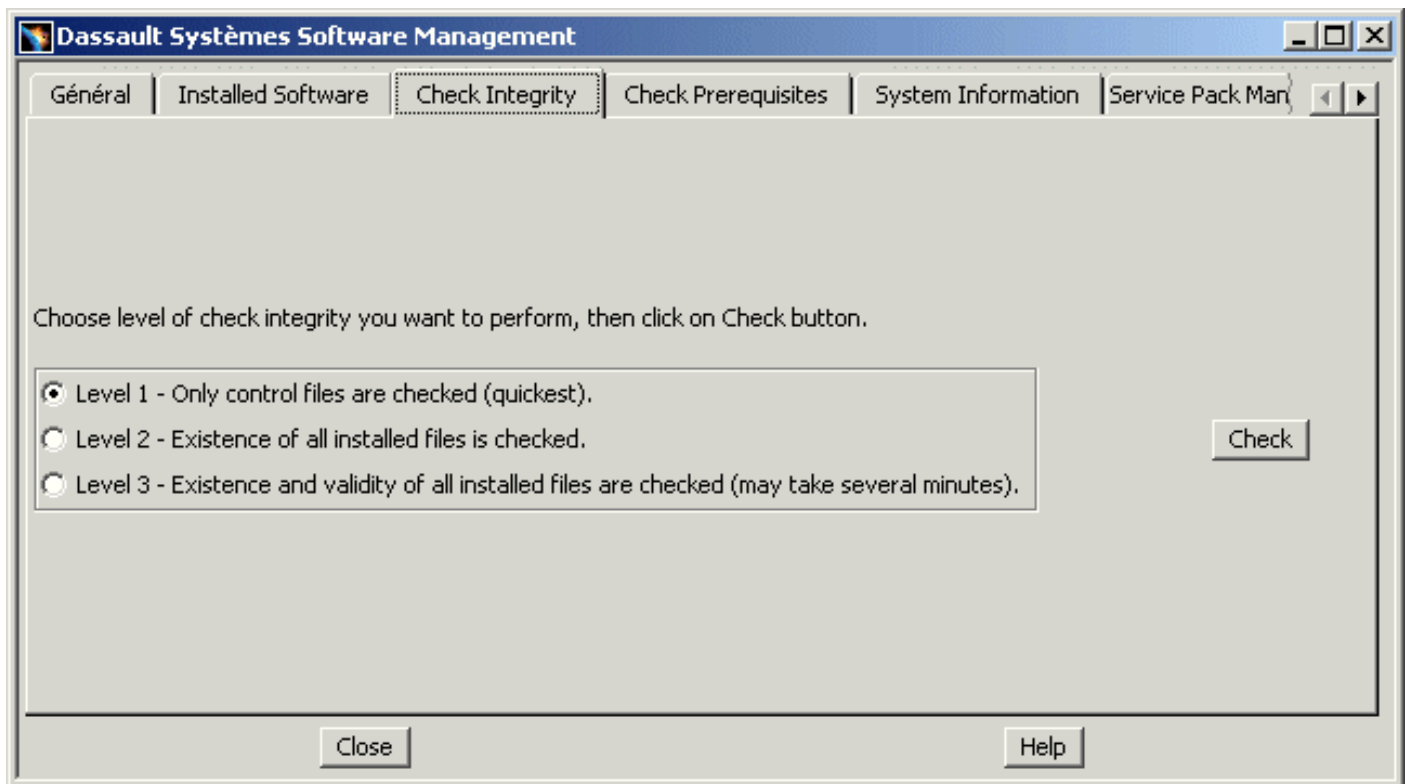 Dassault Systèmes Software Management
Général Installed Software Check Integrity Check Prerequisites System Information Service Pack Man
Choose level of check integrity you want to perform, then click on Check button.
Level 1 - Only control files are checked (quickest).
Level 2 - Existence of all installed files is checked.
Check
Level 3 - Existence and validity of all installed files are checked (may take several minutes).
Close Help